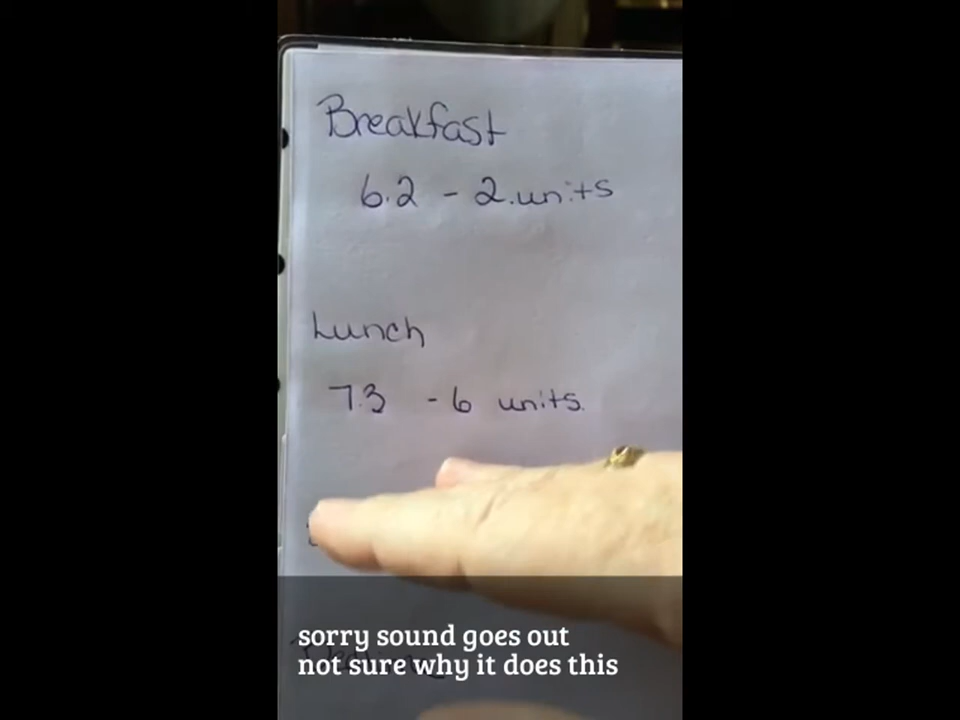 Breakfast
6.2 - 2.units
Lunch
7.3 - 6 units.
sorry sound goes out
not sure why it does this